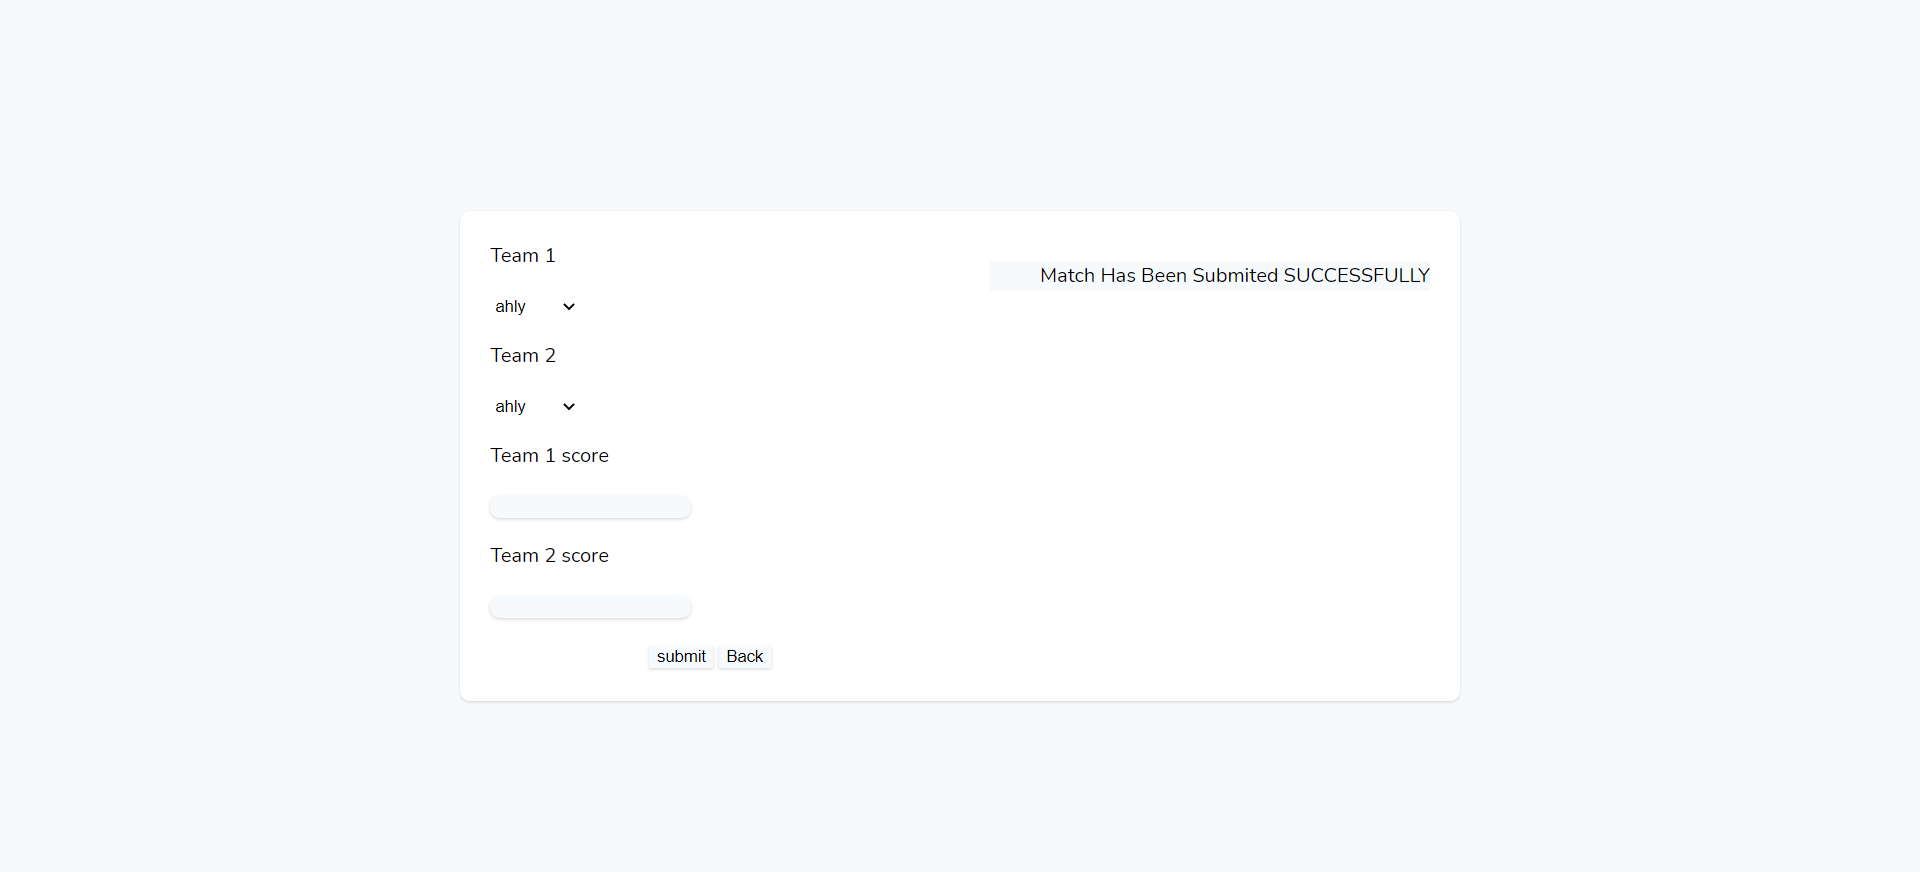 Team 1
Match Has Been Submited SUCCESSFULLY
ahly
Team 2
ahly
Team 1 score
Team 2 score
submit Back